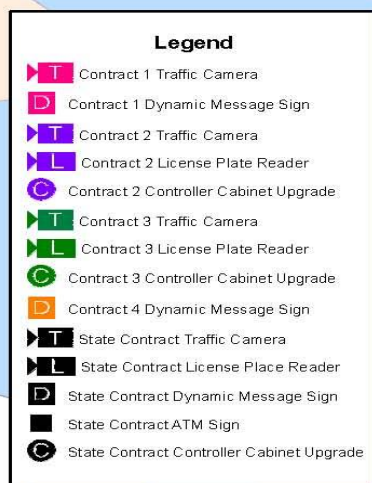 Legend
T Contract 1 Traffic Camera
D Contract 1 Dynamic Message Sign
T Contract 2 Traffic Camera
L Contract 2 License Plate Reader
C Contract 2 Controller Cabinet Upgrade
T Contract 3 Traffic Camera
L Contract 3 License Plate Reader
C Contract 3 Controller Cabinet Upgrade
D Contract 4 Dynamic Message Sign
T State Contract Traffic Camera
L State Contract License Place Reader
D State Contract Dynamic Message Sign
State Contract ATM Sign
C State Contract Controller Cabinet Upgrade